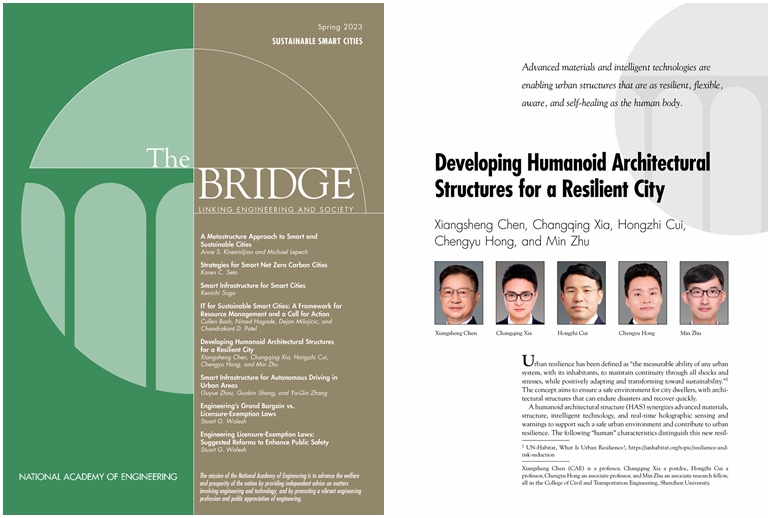 Spring 2023
SUSTAINABLE SMART CITIES
The
BRIDGE
LINKING ENGINEERING AND SOCIETY
A Metastructure Approach to Smart and
Sustainable Cities
Anne S. Kiremidjian and Michael Lepech
Strategies for Smart Net Zero Carbon Cities
Karen C. Seto
Smart Infrastructure for Smart Cities
Kenichi Soga
IT for Sustainable Smart Cities: A Framework for
Resource Management and a Call for Action
Cullen Bash, Ninad Hogade, Dejan Milojicic, and
Chandrakant D. Patel
Developing Humanoid Architectural Structures
for a Resilient City
Xiangsheng Chen, Changqing Xia, Hongzhi Cui,
Chengyu Hong, and Min Zhu
Smart Infrastructure for Autonomous Driving in
Urban Areas
Guyue Zhou, Guobin Shang, and Ya-Qin Zhang
Engineering's Grand Bargain vs.
Licensure-Exemption Laws
Stuart G. Walesh
Engineering Licensure-Exemption Laws:
Suggested Reforms to Enhance Public Safety
Stuart G. Walesh
NATIONAL ACADEMY OF ENGINEERING
The mission of the National Academy of Engineering is to advance the welfare
and prosperity of the nation by providing independent advice on matters
involving engineering and technology, and by promoting a vibrant engineering
profession and public appreciation of engineering.
Advanced materials and intelligent technologies are
enabling urban structures that are as resilient, flexible,
aware, and self-healing as the human body.
Developing Humanoid Architectural
Structures for a Resilient City
Xiangsheng Chen, Changqing Xia, Hongzhi Cui,
Chengyu Hong, and Min Zhu
Xiangsheng Chen
Changqing Xia
Hongzhi Cui
Chengyu Hong
Min Zhu
Urban resilience has been defined as “the measurable ability of any urban
system, with its inhabitants, to maintain continuity through all shocks and
stresses, while positively adapting and transforming toward sustainability.”1
The concept aims to ensure a safe environment for city dwellers, with archi-
tectural structures that can endure disasters and recover quickly.
A humanoid architectural structure (HAS) synergizes advanced materials,
structure, intelligent technology, and real-time holographic sensing and
warnings to support such a safe urban environment and contribute to urban
resilience. The following “human” characteristics distinguish this new resil-
1 UN-Habitat, What Is Urban Resilience?, https://unhabitat.org/topic/resilience-and-
risk-reduction
Xiangsheng Chen (CAE) is a professor, Changqing Xia a postdoc, Hongzhi Cui a
professor, Chengyu Hong an associate professor, and Min Zhu an associate research fellow,
all in the College of Civil and Transportation Engineering, Shenzhen University.